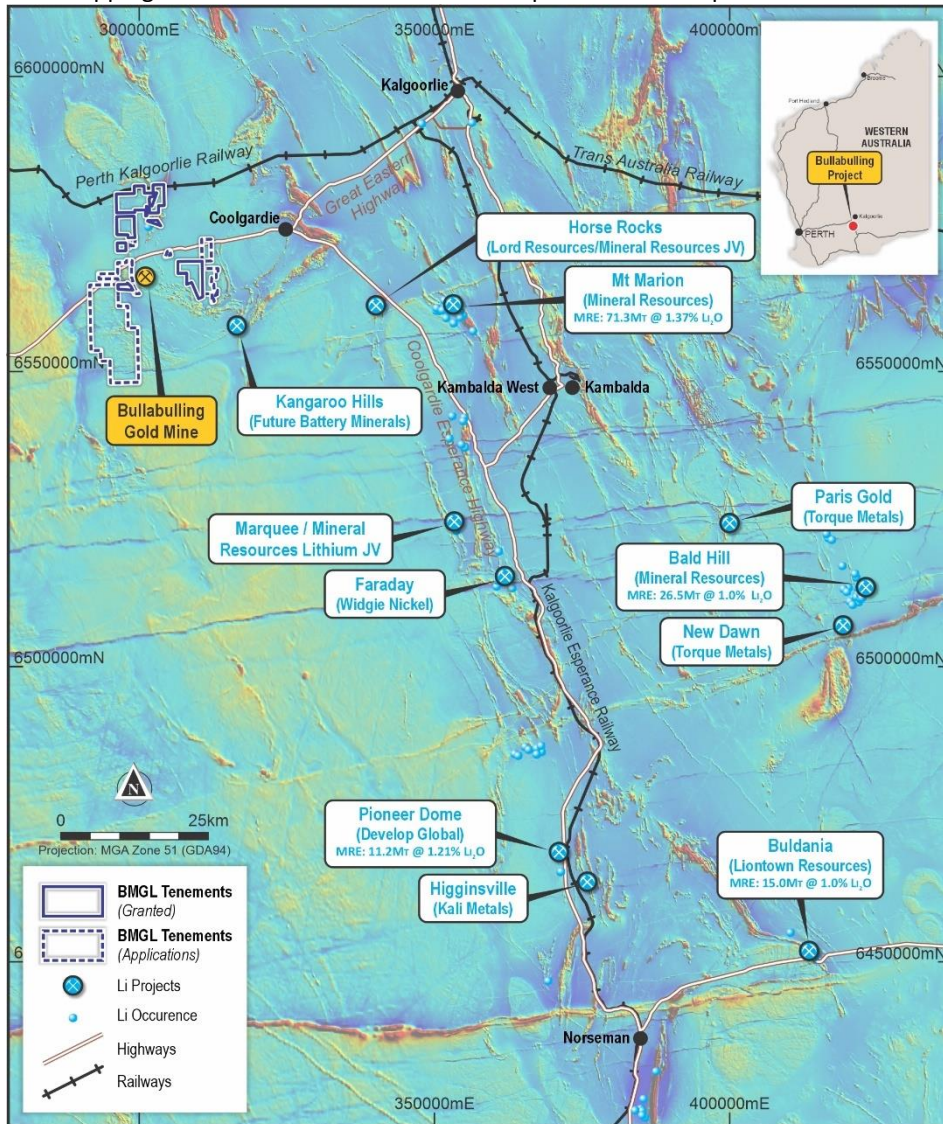 300000mE
350000mE
400000mE
6600000mN
Kalgoorlie
Perth Kalgoorlie Railway
Great Eastern
Highway
Trans Australia Railway
Coolgardie
Broome
Port Hedland
WESTERN
AUSTRALIA
Bullabulling
Project
Kalgoorlie
PERTH
Horse Rocks
(Lord Resources/Mineral Resources JV)
Mt Marion
(Mineral Resources)
MRE: 71.3MT @ 1.37% Li₂O
6550000mN
6550000mN
Kambalda West
Kambalda
Bullabulling
Gold Mine
Kangaroo Hills
(Future Battery Minerals)
Coolgardie Esperance Highway
Marquee / Mineral
Resources Lithium JV
Faraday
(Widgie Nickel)
Paris Gold
(Torque Metals)
Bald Hill
(Mineral Resources)
MRE: 26.5MT @ 1.0% Li₂O
New Dawn
(Torque Metals)
Kalgoorlie Esperance Railway
6500000mN
6500000mN
N
0
25km
Projection: MGA Zone 51 (GDA94)
Pioneer Dome
(Develop Global)
MRE: 11.2MT @ 1.21% Li₂O
Higginsville
(Kali Metals)
Buldania
(Liontown Resources)
MRE: 15.0MT @ 1.0% Li₂O
BMGL Tenements
(Granted)
BMGL Tenements
(Applications)
Li Projects
Li Occurence
Highways
Railways
6450000mN
Norseman
350000mE
400000mE